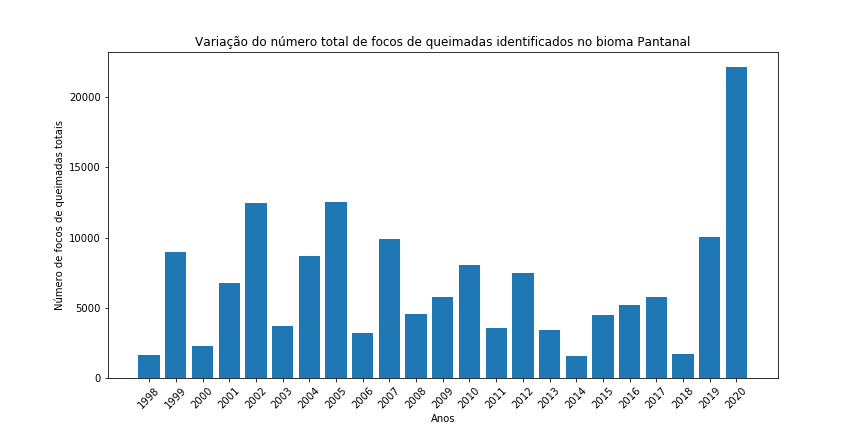 Variação do número total de focos de queimadas identificados no bioma Pantanal
Número de focos de queimadas totais
20000
15000
10000
5000
0
1998 1999 2000 2001 2002 2003 2004 2005 2006 2007 2008 2009 2010 2011 2012 2013 2014 2015 2016 2017 2018 2019 2020
Anos